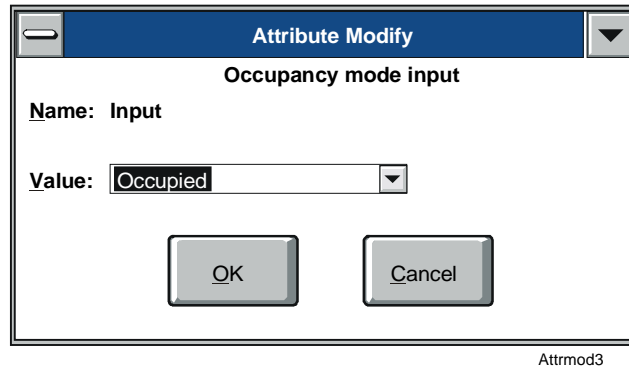 Attribute Modify
Occupancy mode input
Name: Input
Value: Occupied
OK Cancel
Attrmod3